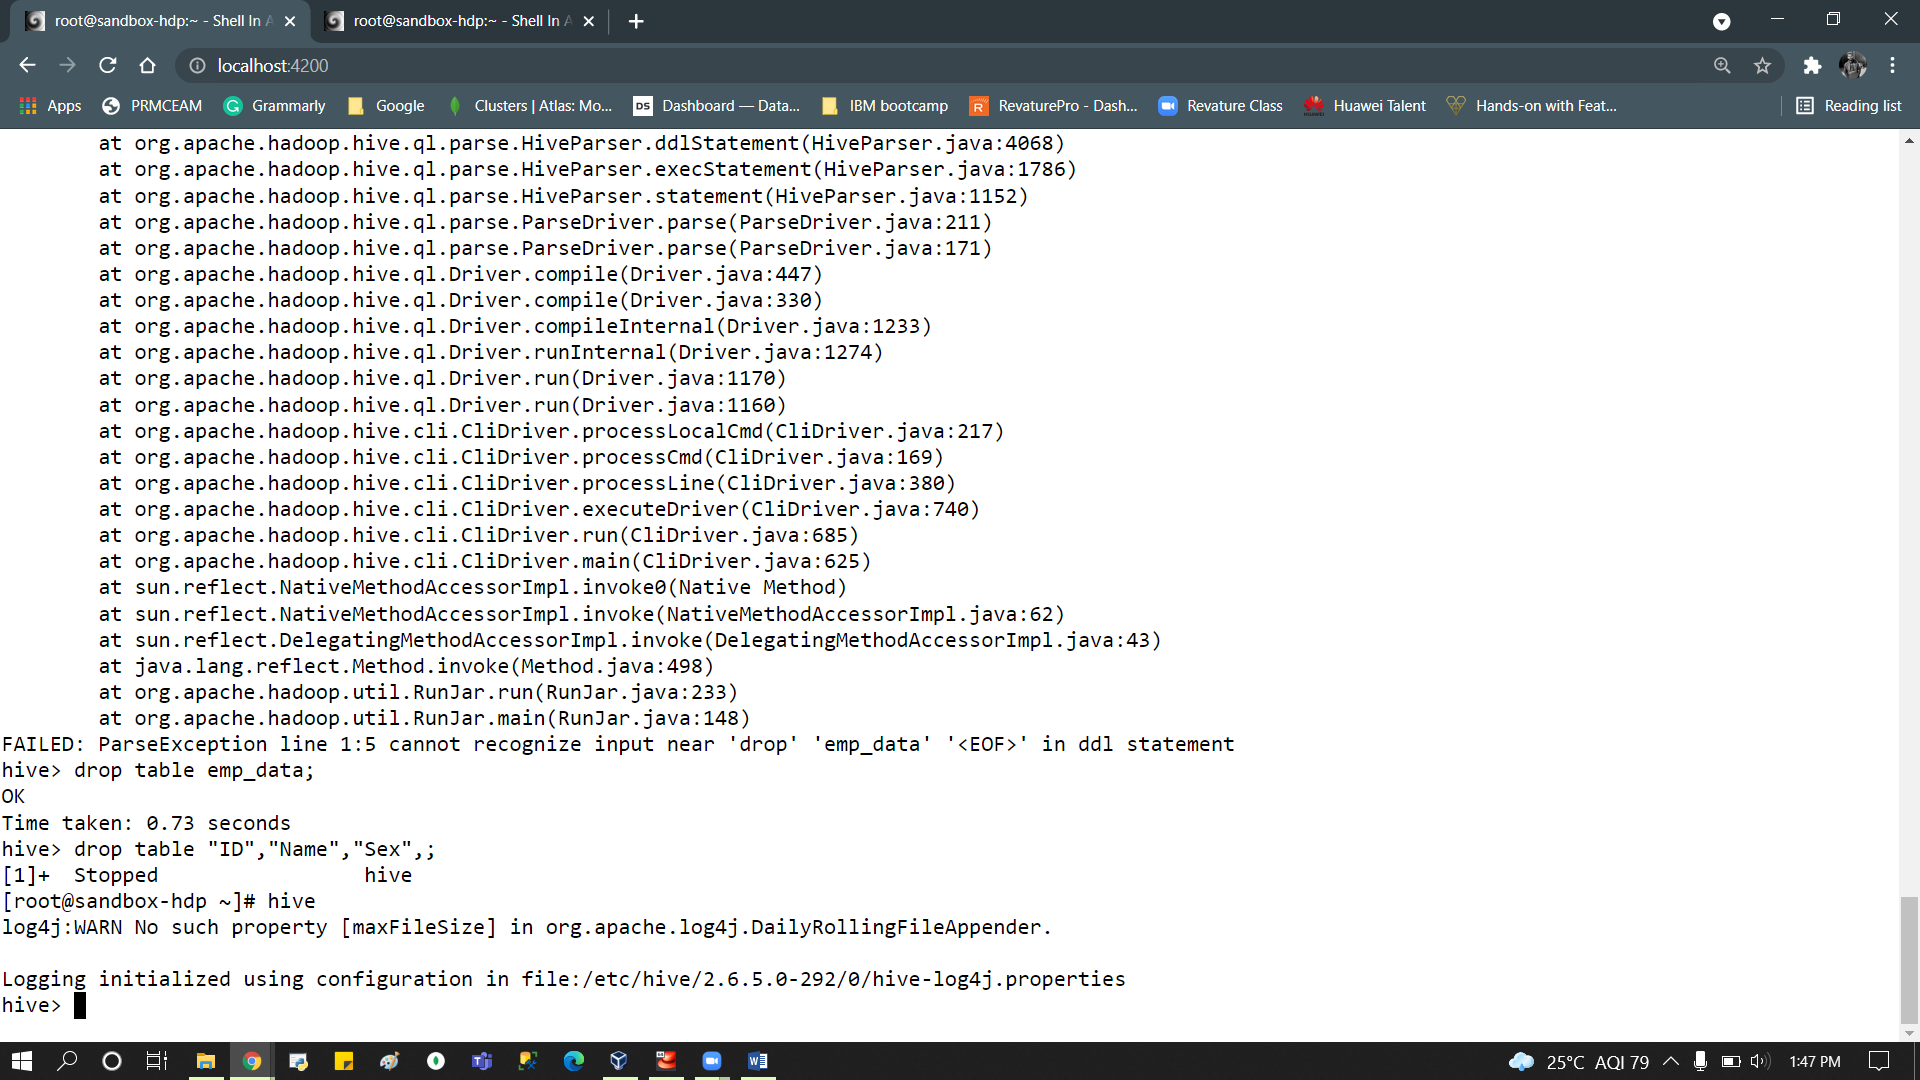 root@sandbox-hdp:~ - Shell In A
root@sandbox-hdp:~ - Shell In A
localhost:4200
Apps
PRMCEAM
Grammarly
Google
Clusters | Atlas: Mo...
DS
Dashboard — Data...
IBM bootcamp
R
RevaturePro - Dash...
Revature Class
Huawei Talent
Hands-on with Feat...
Reading list
at org.apache.hadoop.hive.ql.parse.HiveParser.ddlStatement(HiveParser.java:4068)
at org.apache.hadoop.hive.ql.parse.HiveParser.execStatement(HiveParser.java:1786)
at org.apache.hadoop.hive.ql.parse.HiveParser.statement(HiveParser.java:1152)
at org.apache.hadoop.hive.ql.parse.ParseDriver.parse(ParseDriver.java:211)
at org.apache.hadoop.hive.ql.parse.ParseDriver.parse(ParseDriver.java:171)
at org.apache.hadoop.hive.ql.Driver.compile(Driver.java:447)
at org.apache.hadoop.hive.ql.Driver.compile(Driver.java:330)
at org.apache.hadoop.hive.ql.Driver.compileInternal(Driver.java:1233)
at org.apache.hadoop.hive.ql.Driver.runInternal(Driver.java:1274)
at org.apache.hadoop.hive.ql.Driver.run(Driver.java:1170)
at org.apache.hadoop.hive.ql.Driver.run(Driver.java:1160)
at org.apache.hadoop.hive.cli.CliDriver.processLocalCmd(CliDriver.java:217)
at org.apache.hadoop.hive.cli.CliDriver.processCmd(CliDriver.java:169)
at org.apache.hadoop.hive.cli.CliDriver.processLine(CliDriver.java:380)
at org.apache.hadoop.hive.cli.CliDriver.executeDriver(CliDriver.java:740)
at org.apache.hadoop.hive.cli.CliDriver.run(CliDriver.java:685)
at org.apache.hadoop.hive.cli.CliDriver.main(CliDriver.java:625)
at sun.reflect.NativeMethodAccessorImpl.invoke0(Native Method)
at sun.reflect.NativeMethodAccessorImpl.invoke(NativeMethodAccessorImpl.java:62)
at sun.reflect.DelegatingMethodAccessorImpl.invoke(DelegatingMethodAccessorImpl.java:43)
at java.lang.reflect.Method.invoke(Method.java:498)
at org.apache.hadoop.util.RunJar.run(RunJar.java:233)
at org.apache.hadoop.util.RunJar.main(RunJar.java:148)
FAILED: ParseException line 1:5 cannot recognize input near 'drop' 'emp_data' '<EOF>' in ddl statement
hive> drop table emp_data;
OK
Time taken: 0.73 seconds
hive> drop table "ID","Name","Sex",;
[1]+  Stopped                 hive
[root@sandbox-hdp ~]# hive
log4j:WARN No such property [maxFileSize] in org.apache.log4j.DailyRollingFileAppender.
Logging initialized using configuration in file:/etc/hive/2.6.5.0-292/0/hive-log4j.properties
hive>
25°C AQI 79
1:47 PM